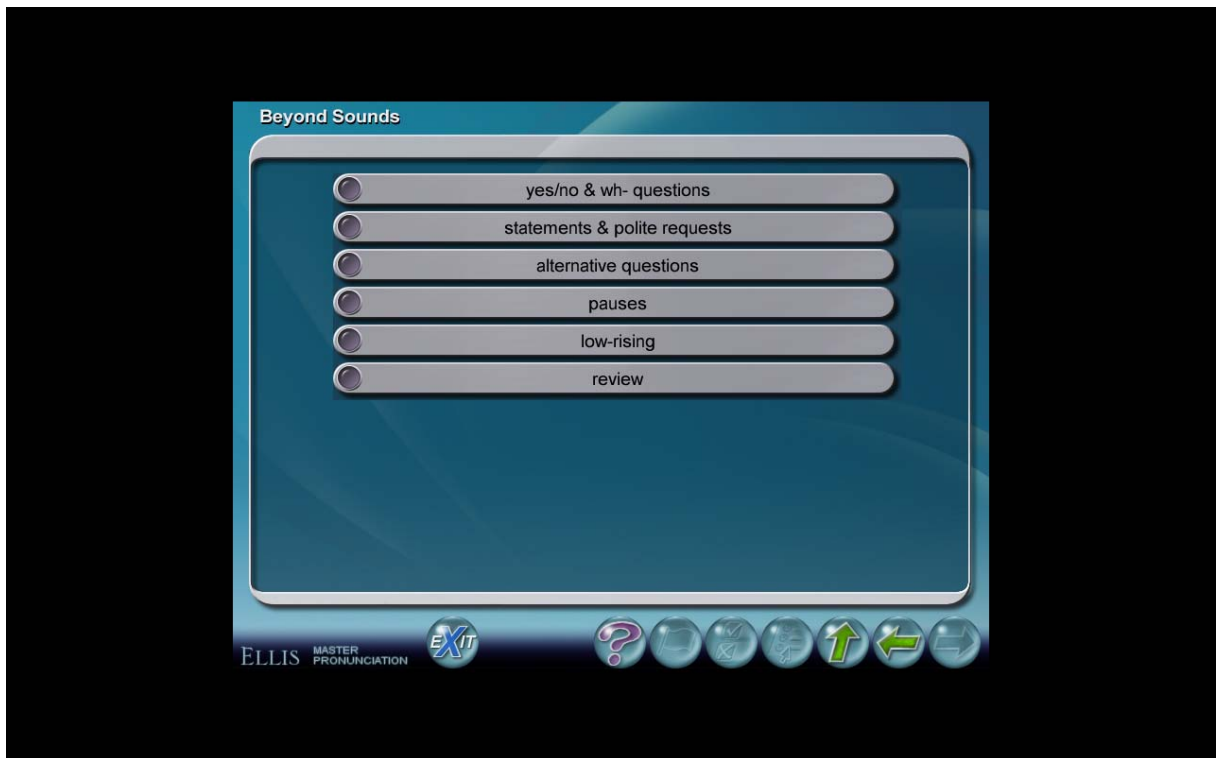 Beyond Sounds
yes/no & wh- questions
statements & polite requests
alternative questions
pauses
low-rising
review
ELLIS MASTER PRONUNCIATION
EXIT
?